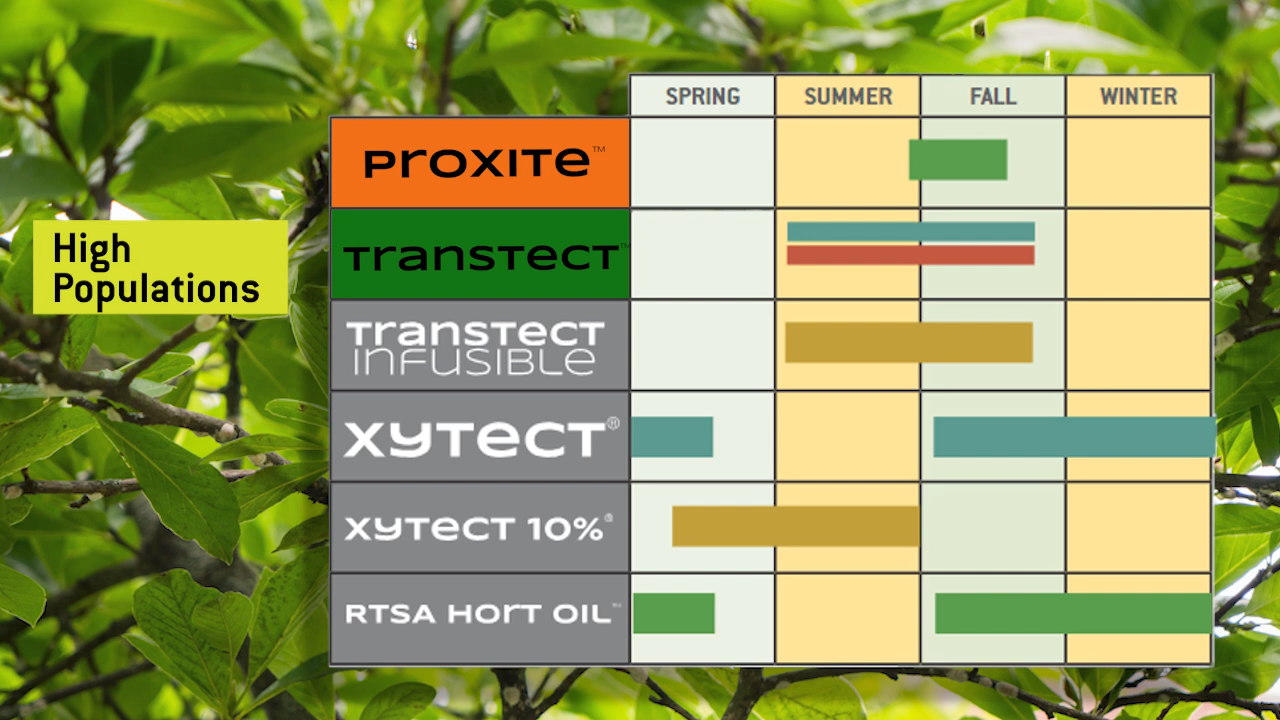 SPRING SUMMER FALL WINTER
PROXITE™
High
Populations
TRANSTECT™
TRANSTECT
INFUSIBLE
XYTECT®
XYTECT 10%®
RTSA HORT OIL™